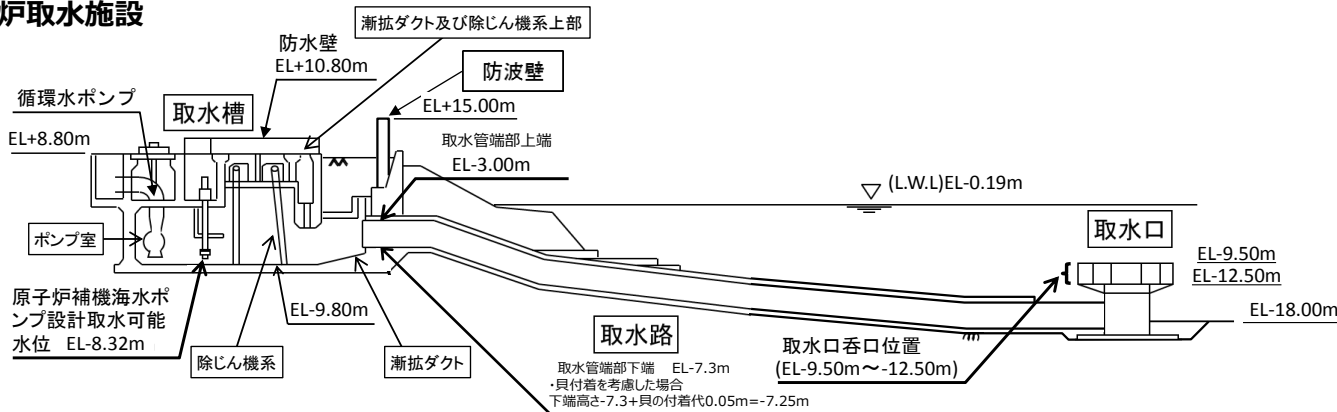 炉取水施設
漸拡ダクト及び除じん機系上部
防水壁
EL+10.80m
防波壁
循環水ポンプ
取水槽
EL+15.00m
EL+8.80m
取水管端部上端
EL-3.00m
(L.W.L)EL-0.19m
取水口
ポンプ室
EL-9.50m
EL-12.50m
原子炉補機海水ポ
ンプ設計取水可能
水位 EL-8.32m
EL-9.80m
EL-18.00m
除じん機系
漸拡ダクト
取水路
取水管端部下端 EL-7.3m
・貝付着を考慮した場合
下端高さ-7.3+貝の付着代0.05m=-7.25m
取水口呑口位置
(EL-9.50m～-12.50m)